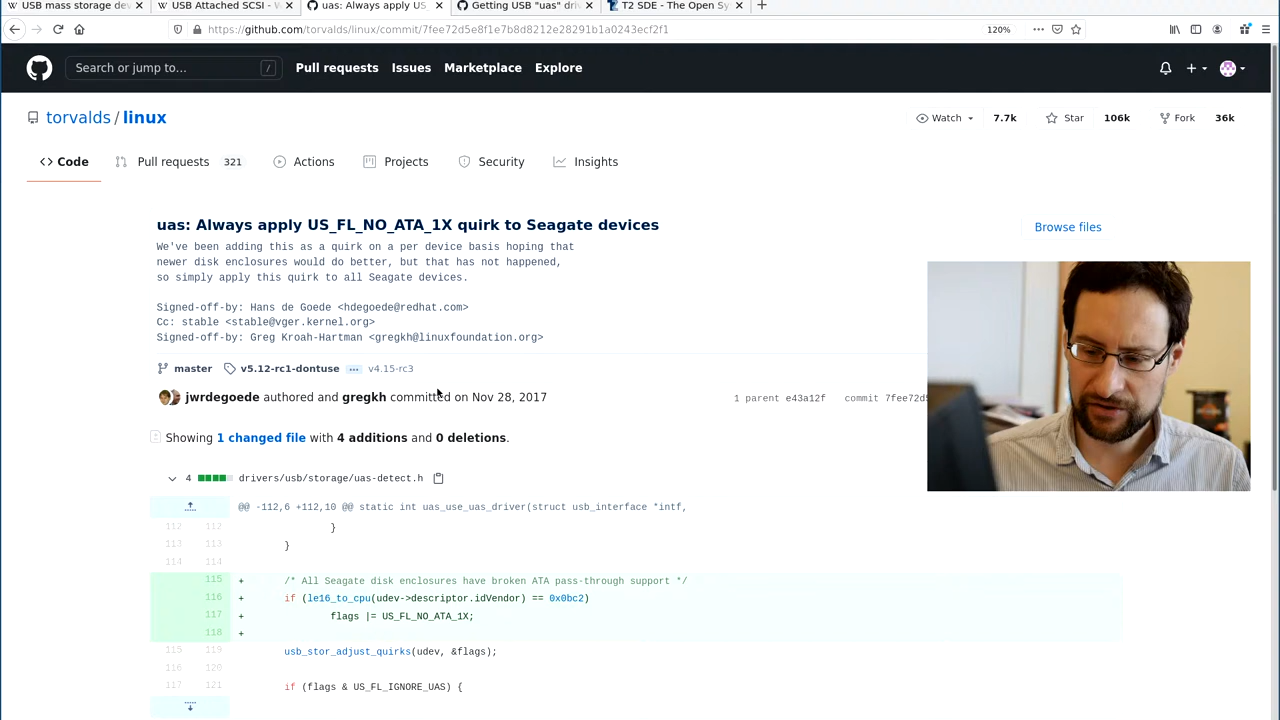 USB mass storage dev
USB Attached SCSI - W
uas: Always apply US_
Getting USB "uas" driv
T2 SDE - The Open Sy
https://github.com/torvalds/linux/commit/7fee72d5e8f1e7b8d8212e28291b1a0243ecf2f1
120%
Search or jump to…
/
Pull requests
Issues
Marketplace
Explore
torvalds / linux
Watch
7.7k
Star
106k
Fork
36k
Code
Pull requests 321
Actions
Projects
Security
Insights
uas: Always apply US_FL_NO_ATA_1X quirk to Seagate devices
Browse files
We've been adding this as a quirk on a per device basis hoping that
newer disk enclosures would do better, but that has not happened,
so simply apply this quirk to all Seagate devices.
Signed-off-by: Hans de Goede <hdegoede@redhat.com>
Cc: stable <stable@vger.kernel.org>
Signed-off-by: Greg Kroah-Hartman <gregkh@linuxfoundation.org>
master v5.12-rc1-dontuse … v4.15-rc3
jwrdegoede authored and gregkh committed on Nov 28, 2017
1 parent e43a12f commit 7fee72d5
Showing 1 changed file with 4 additions and 0 deletions.
4 drivers/usb/storage/uas-detect.h
@@ -112,6 +112,10 @@ static int uas_use_uas_driver(struct usb_interface *intf,
112 112 }
113 113 }
114 114
115 + /* All Seagate disk enclosures have broken ATA pass-through support */
116 + if (le16_to_cpu(udev->descriptor.idVendor) == 0x0bc2)
117 + flags |= US_FL_NO_ATA_1X;
118 +
115 119 usb_stor_adjust_quirks(udev, &flags);
116 120
117 121 if (flags & US_FL_IGNORE_UAS) {